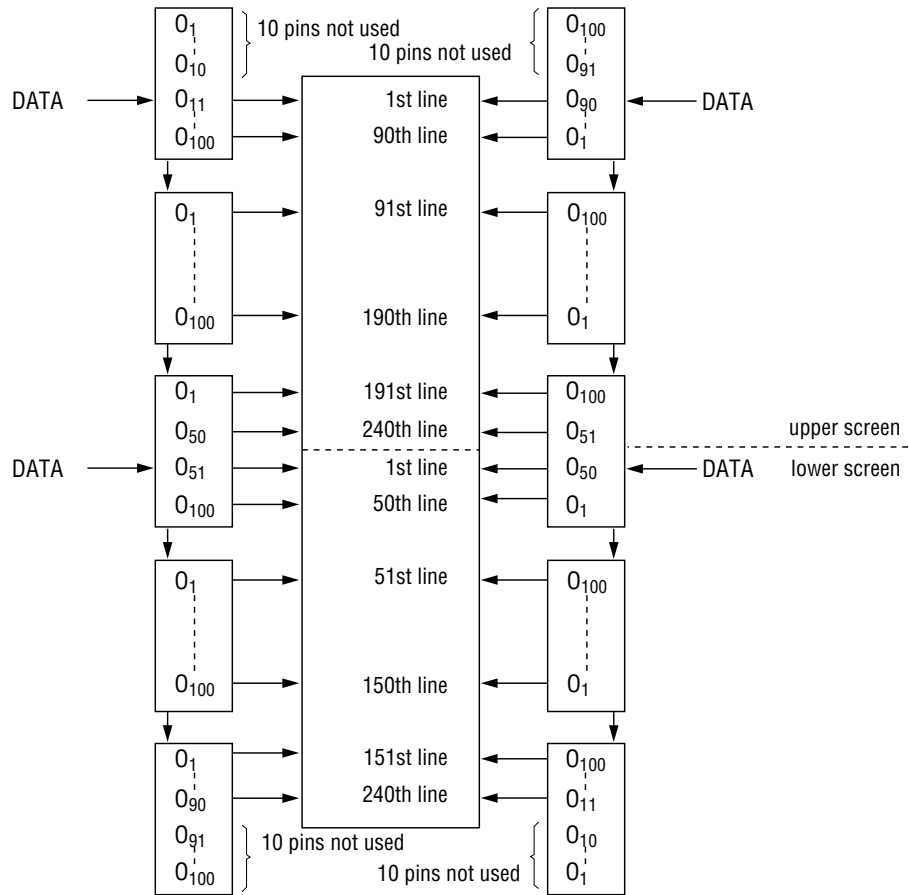 O1 10 pins not used O100
10 pins not used
O10 O91
DATA O11 1st line O90 DATA
O100 90th line O1
O1 91st line O100
O100 190th line O1
O1 191st line O100
O50 240th line O51 upper screen
DATA O51 1st line O50 DATA lower screen
O100 50th line O1
O1 51st line O100
O100 150th line O1
O1 151st line O100
O90 240th line O11
O91 10 pins not used O10
O100 10 pins not used O1